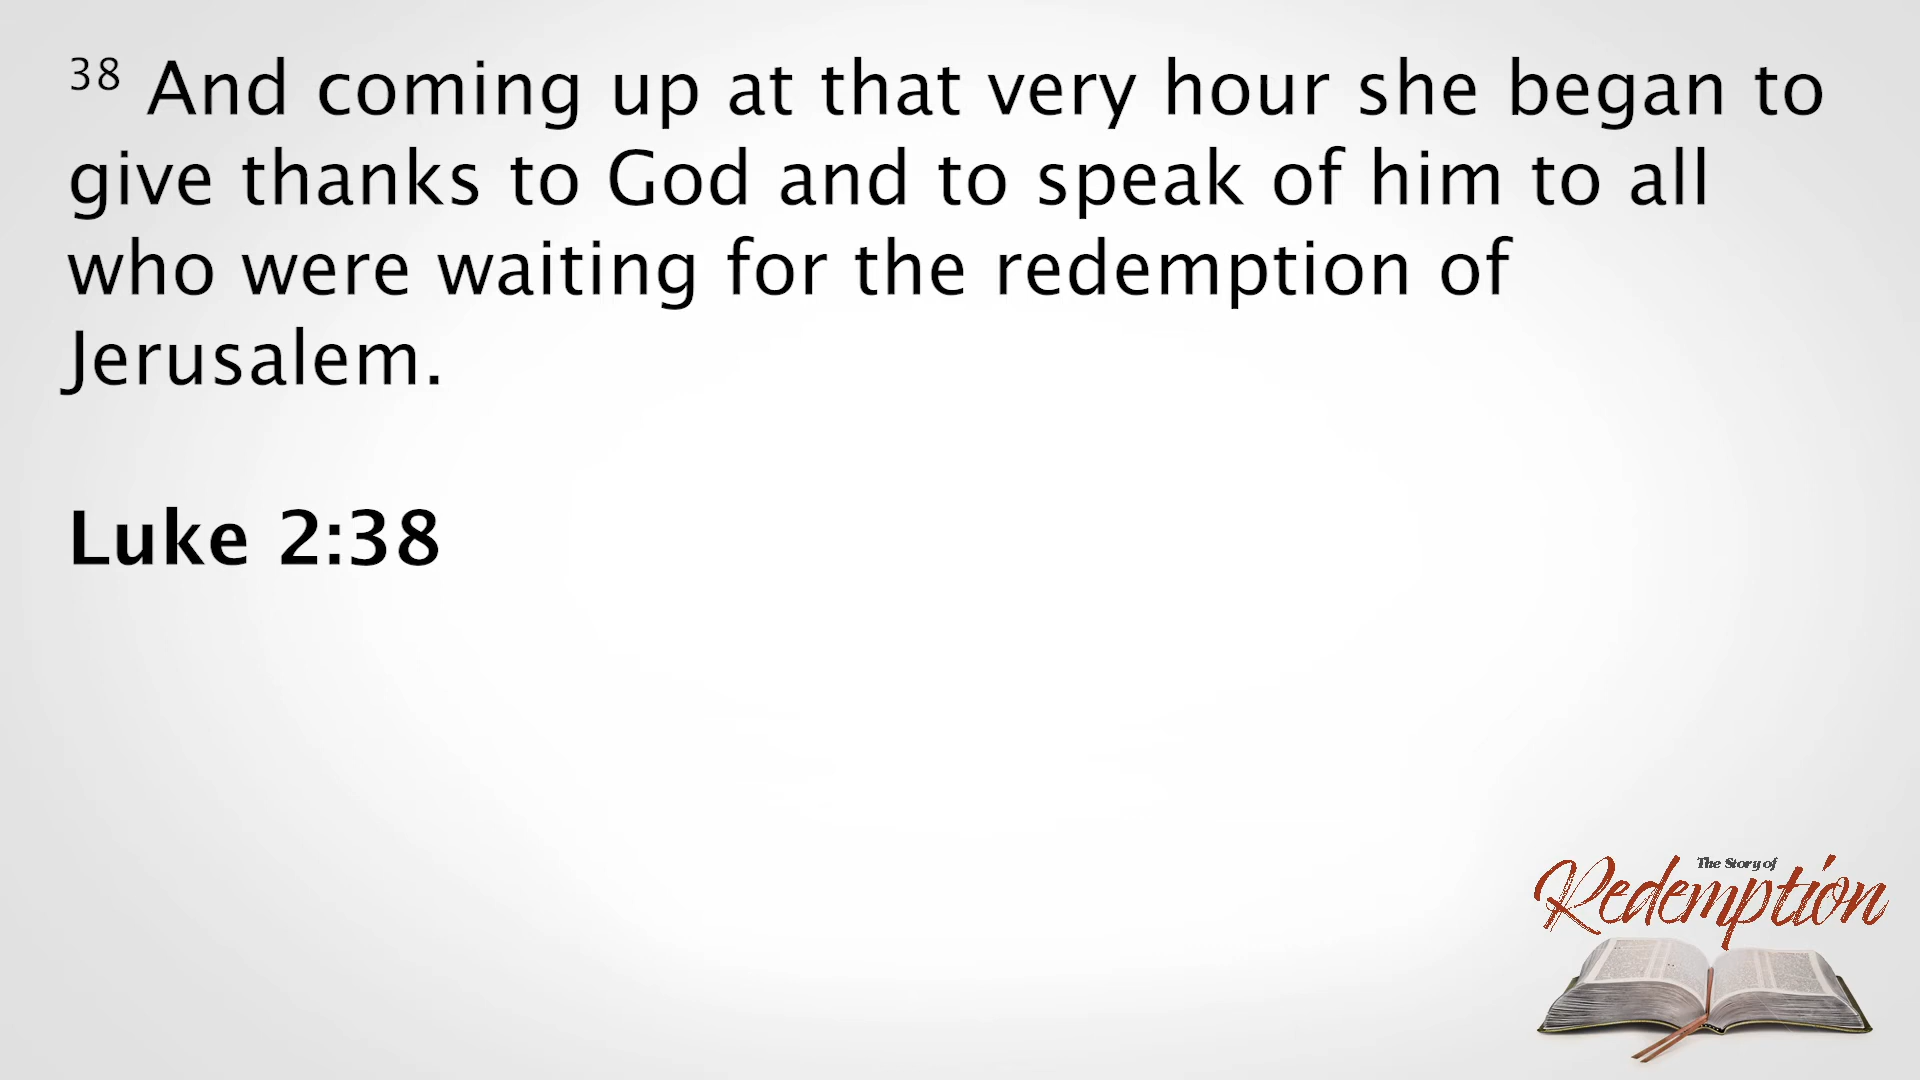 38 And coming up at that very hour she began to
give thanks to God and to speak of him to all
who were waiting for the redemption of
Jerusalem.
Luke 2:38
The Story of
Redemption